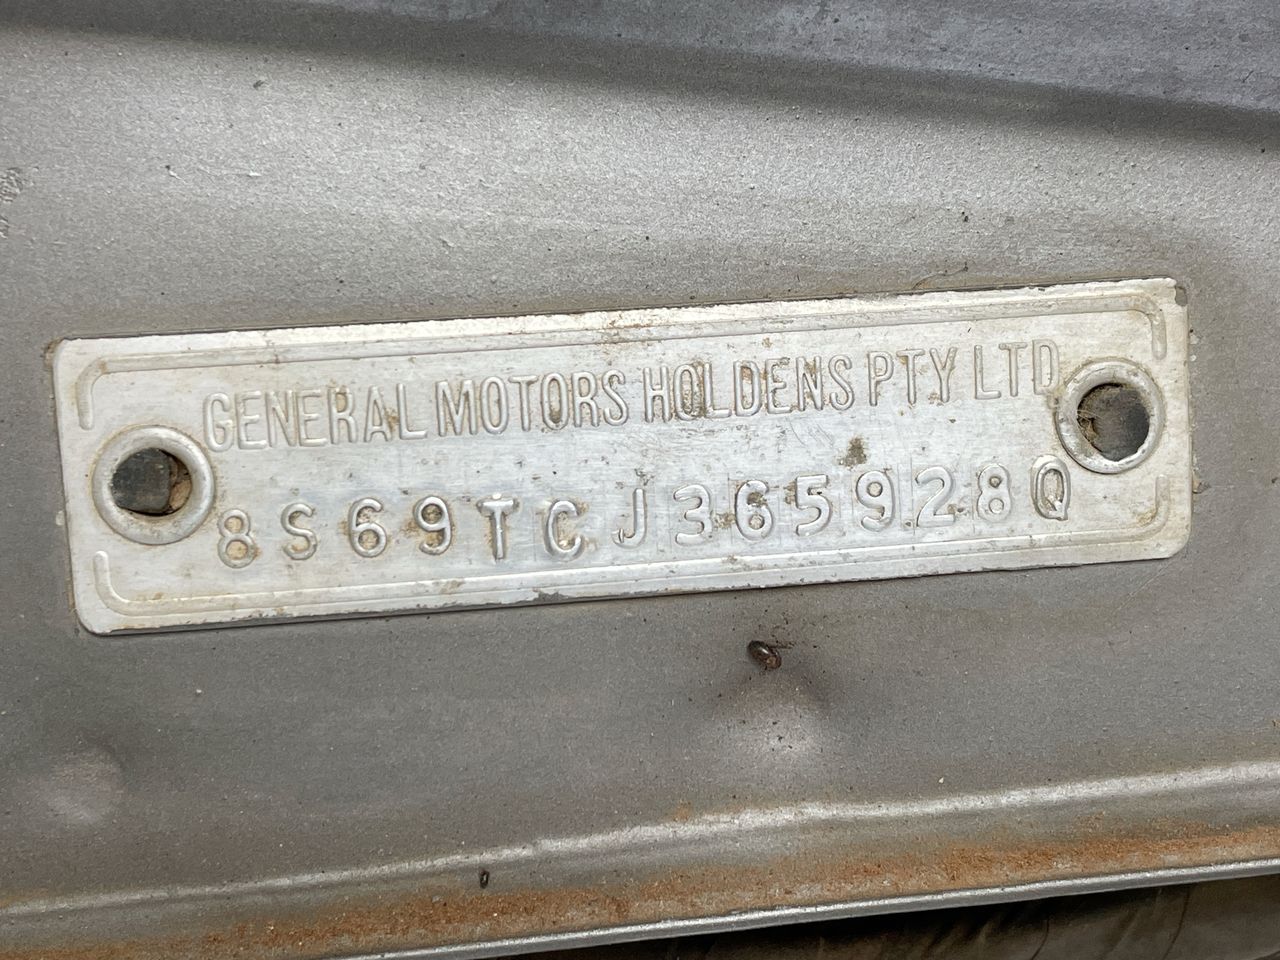 GENERAL MOTORS HOLDENS PTY LTD
8S69TCJ365928Q